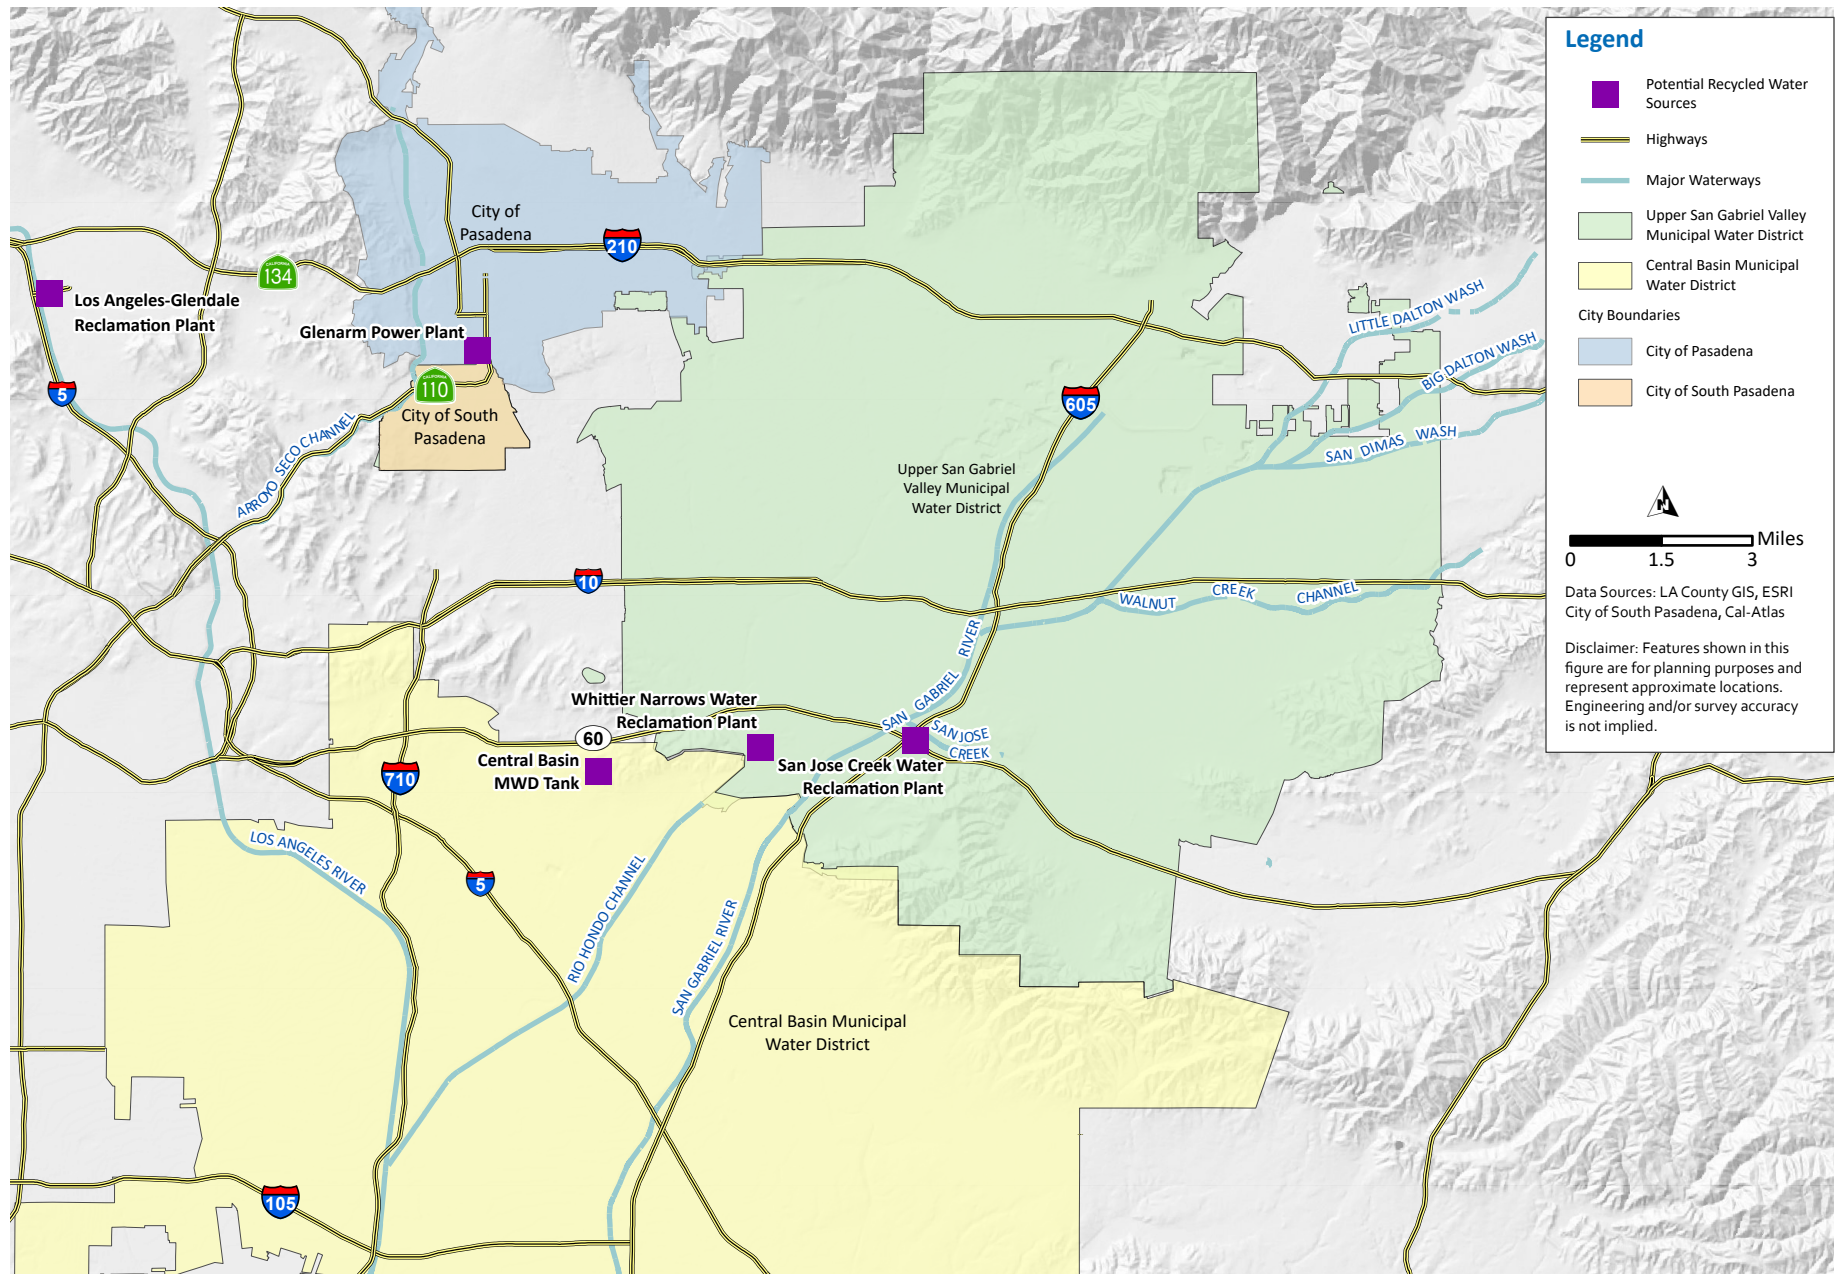 City of
Pasadena
210
CALIFORNIA
134
Los Angeles-Glendale
Reclamation Plant
Glenarm Power Plant
5
CALIFORNIA
110
City of South
Pasadena
ARROYO SECO CHANNEL
605
LITTLE DALTON WASH
BIG DALTON WASH
SAN DIMAS WASH
Upper San Gabriel
Valley Municipal
Water District
10
WALNUT CREEK CHANNEL
SAN GABRIEL RIVER
Whittier Narrows Water
Reclamation Plant
60
SAN JOSE
CREEK
Central Basin
MWD Tank
710
San Jose Creek Water
Reclamation Plant
LOS ANGELES RIVER
5
RIO HONDO CHANNEL
SAN GABRIEL RIVER
Central Basin Municipal
Water District
105
Legend
Potential Recycled Water
Sources
Highways
Major Waterways
Upper San Gabriel Valley
Municipal Water District
Central Basin Municipal
Water District
City Boundaries
City of Pasadena
City of South Pasadena
N
Miles
0 1.5 3
Data Sources: LA County GIS, ESRI
City of South Pasadena, Cal-Atlas
Disclaimer: Features shown in this
figure are for planning purposes and
represent approximate locations.
Engineering and/or survey accuracy
is not implied.